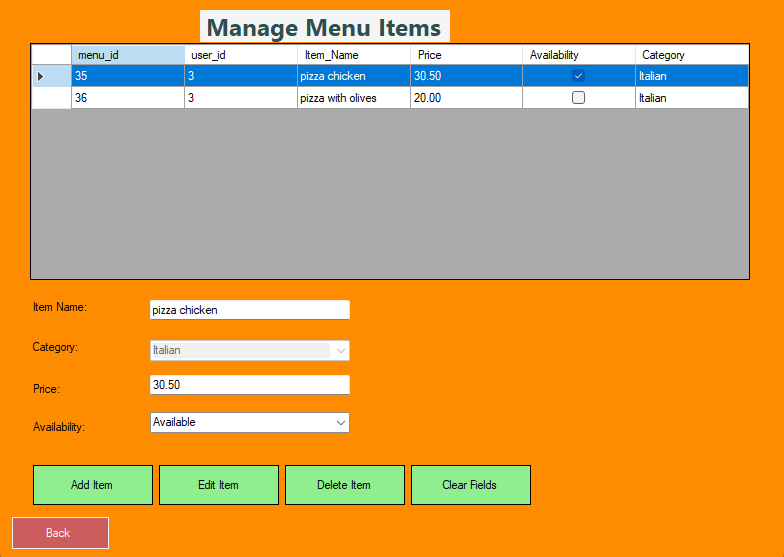 Manage Menu Items
menu_id user_id Item_Name Price Availability Category
35 3 pizza chicken 30.50 Italian
36 3 pizza with olives 20.00 Italian
Item Name: pizza chicken
Category: Italian
Price: 30.50
Availability: Available
Add Item Edit Item Delete Item Clear Fields
Back